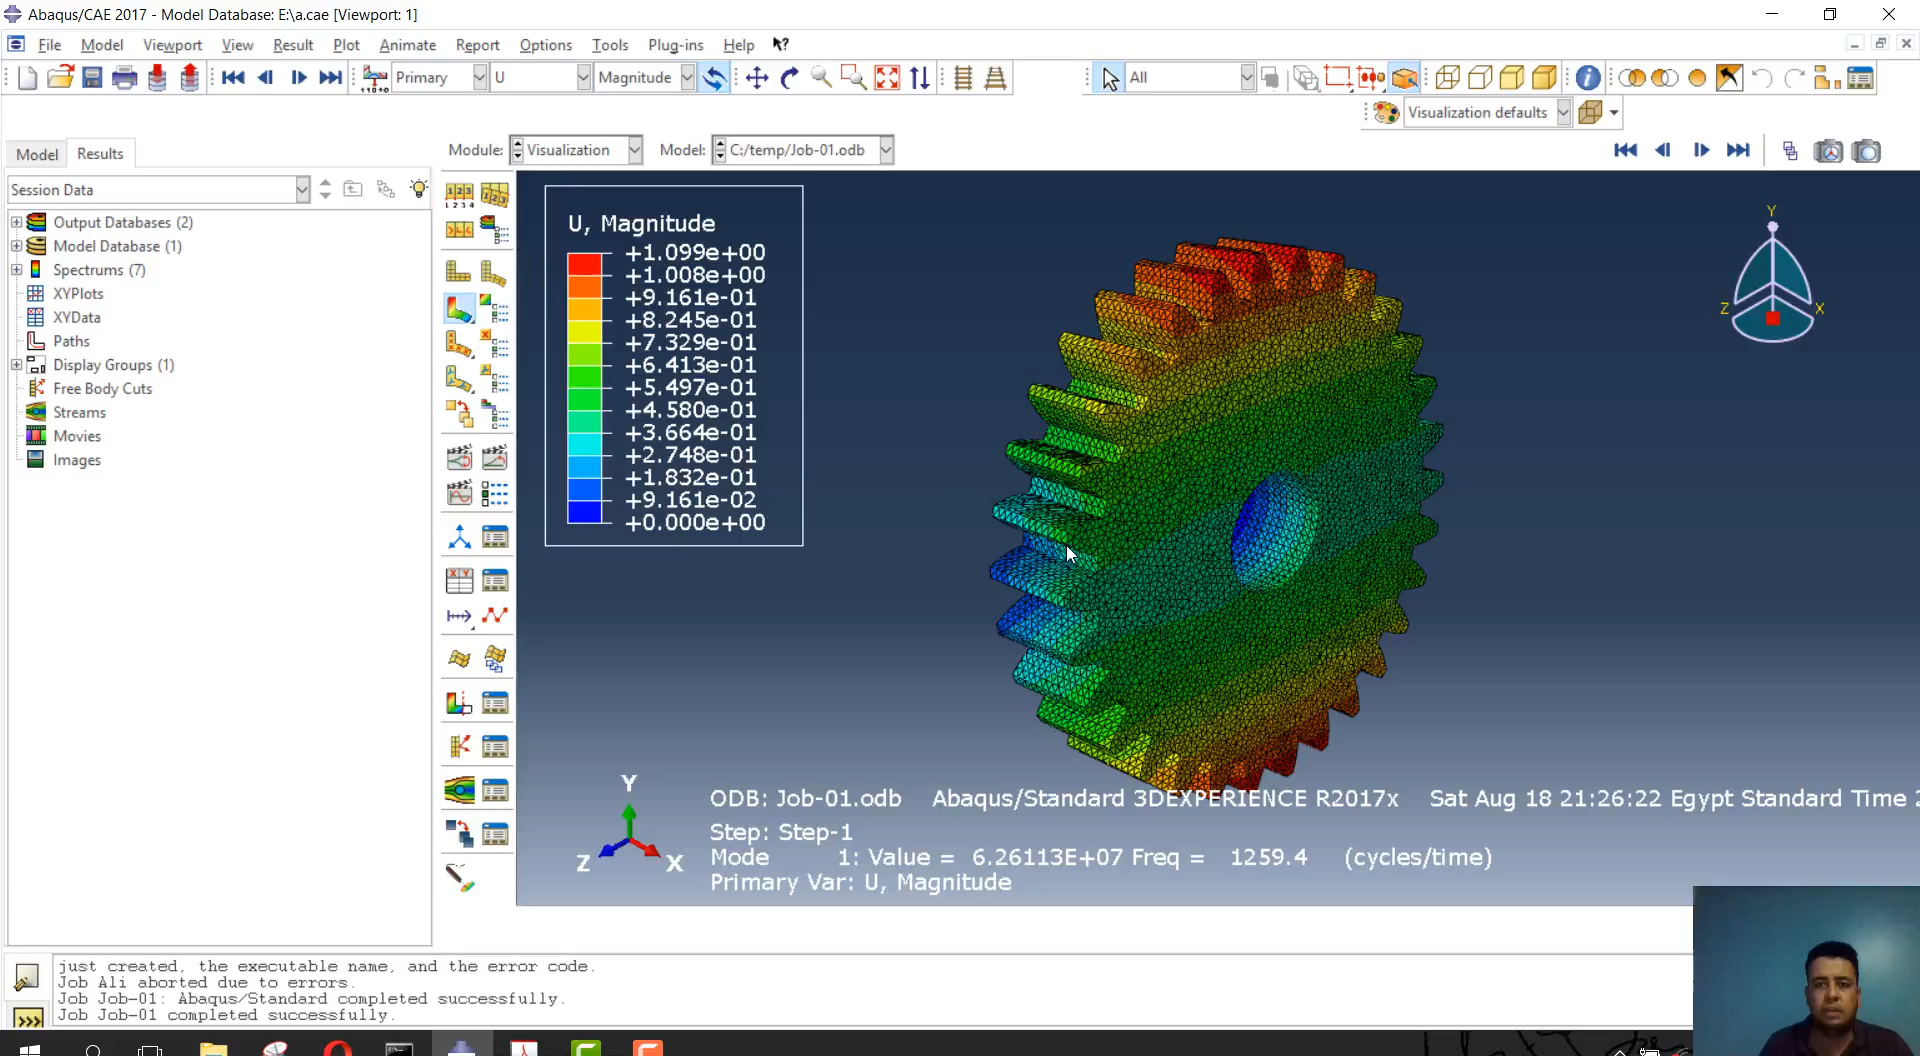 Abaqus/CAE 2017 - Model Database: E:\a.cae [Viewport: 1]
File Model Viewport View Result Plot Animate Report Options Tools Plug-ins Help
Primary U Magnitude All
Visualization defaults
Model Results Module: Visualization Model: C:/temp/Job-01.odb
Session Data
Output Databases (2)
Model Database (1)
Spectrums (7)
XYPlots
XYData
Paths
Display Groups (1)
Free Body Cuts
Streams
Movies
Images
U, Magnitude
+1.099e+00
+1.008e+00
+9.161e-01
+8.245e-01
+7.329e-01
+6.413e-01
+5.497e-01
+4.580e-01
+3.664e-01
+2.748e-01
+1.832e-01
+9.161e-02
+0.000e+00
Y
Z X
Y
Z X
ODB: Job-01.odb Abaqus/Standard 3DEXPERIENCE R2017x Sat Aug 18 21:26:22 Egypt Standard Time 2
Step: Step-1
Mode 1: Value = 6.26113E+07 Freq = 1259.4 (cycles/time)
Primary Var: U, Magnitude
just created, the executable name, and the error code.
Job Ali aborted due to errors.
Job Job-01: Abaqus/Standard completed successfully.
Job Job-01 completed successfully.